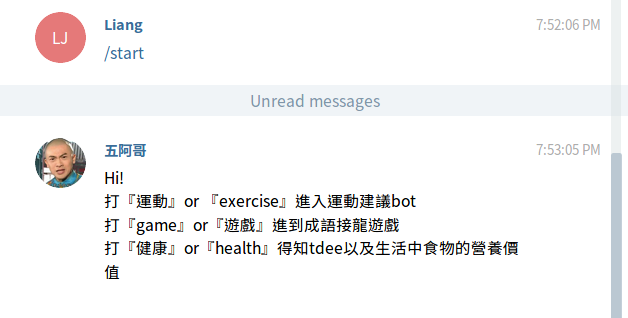 LJ
Liang
7:52:06 PM
/start
Unread messages
五阿哥
7:53:05 PM
Hi!
打『運動』or 『exercise』進入運動建議bot
打『game』or『遊戲』進到成語接龍遊戲
打『健康』or『health』得知tdee以及生活中食物的營養價
值